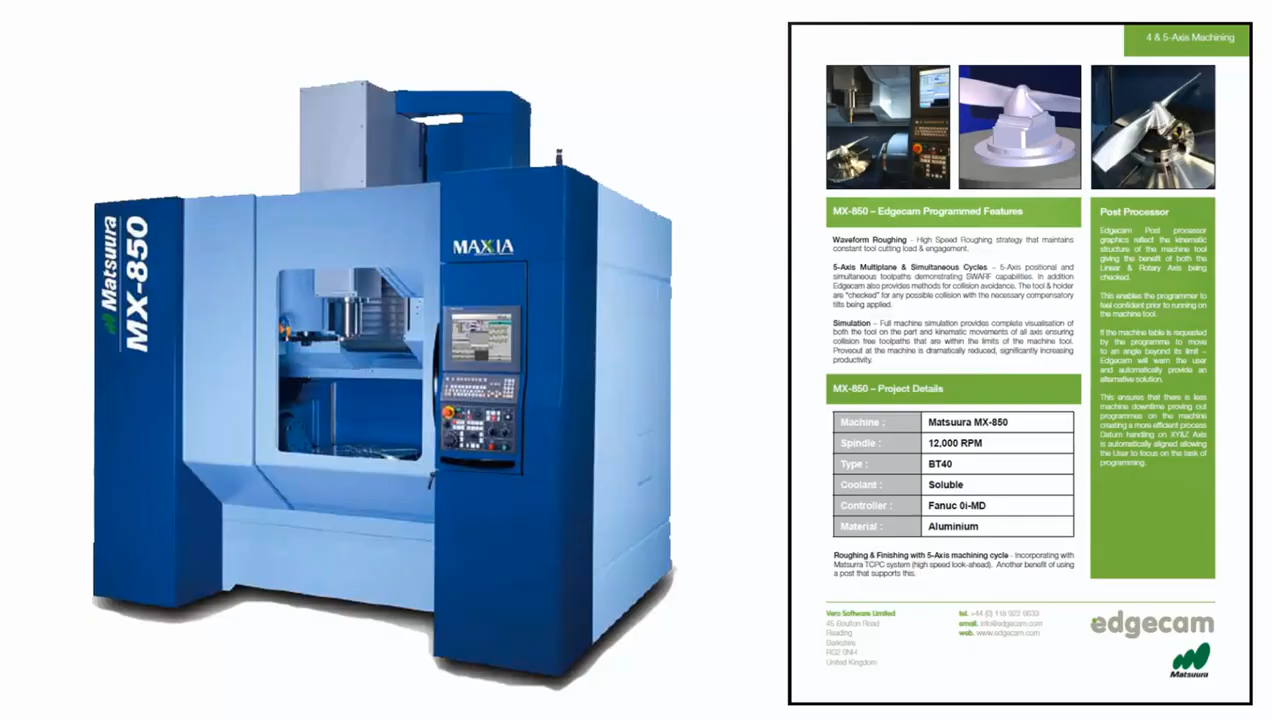 Matsuura
MX-850
MAXIA
4 & 5-Axis Machining
MX-850 – Edgecam Programmed Features
Waveform Roughing - High Speed Roughing strategy that maintains
constant tool cutting load & engagement.
5-Axis Multiplane & Simultaneous Cycles – 5-Axis positional and
simultaneous toolpaths demonstrating SWARF capabilities. In addition
Edgecam also provides methods for collision avoidance. The tool & holder
are "checked" for any possible collision with the necessary compensatory
tilts being applied.
Simulation – Full machine simulation provides complete visualisation of
both the tool on the part and kinematic movements of all axis ensuring
collision free toolpaths that are within the limits of the machine tool.
Proveout at the machine is dramatically reduced, significantly increasing
productivity.
MX-850 – Project Details
Machine : Matsuura MX-850
Spindle : 12,000 RPM
Type : BT40
Coolant : Soluble
Controller : Fanuc 0i-MD
Material : Aluminium
Roughing & Finishing with 5-Axis machining cycle - Incorporating with
Matsurra TCPC system (high speed look-ahead). Another benefit of using
a post that supports this.
Post Processor
Edgecam Post processor
graphics reflect the kinematic
structure of the machine tool
giving the benefit of both the
Linear & Rotary Axis being
checked.
This enables the programmer to
feel confident prior to running on
the machine tool.
If the machine table is requested
by the programme to move
to an angle beyond its limit –
Edgecam will warn the user
and automatically provide an
alternative solution.
This ensures that there is less
machine downtime proving out
programmes on the machine
creating a more efficient process
Datum handling on XY&Z Axis
is automatically aligned allowing
the User to focus on the task of
programming.
Vero Software Limited
45 Boulton Road
Reading
Berkshire
RG2 0NH
United Kingdom
tel. +44 (0) 118 922 6633
email. info@edgecam.com
web. www.edgecam.com
edgecam
Matsuura